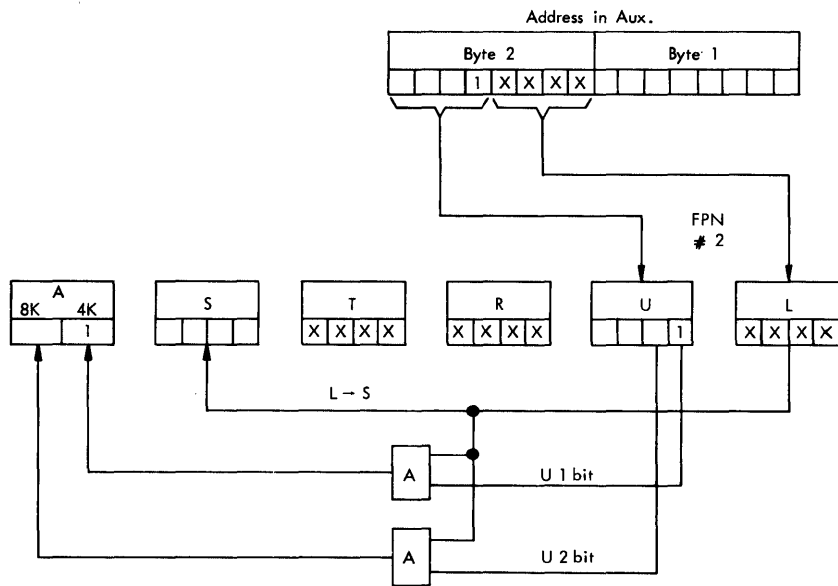 Address in Aux.
Byte 2 Byte 1
1 X X X X
FPN
# 2
A S T R U L
8K 4K
1 X X X X X X X X 1 X X X X
L → S
A U 1 bit
A U 2 bit